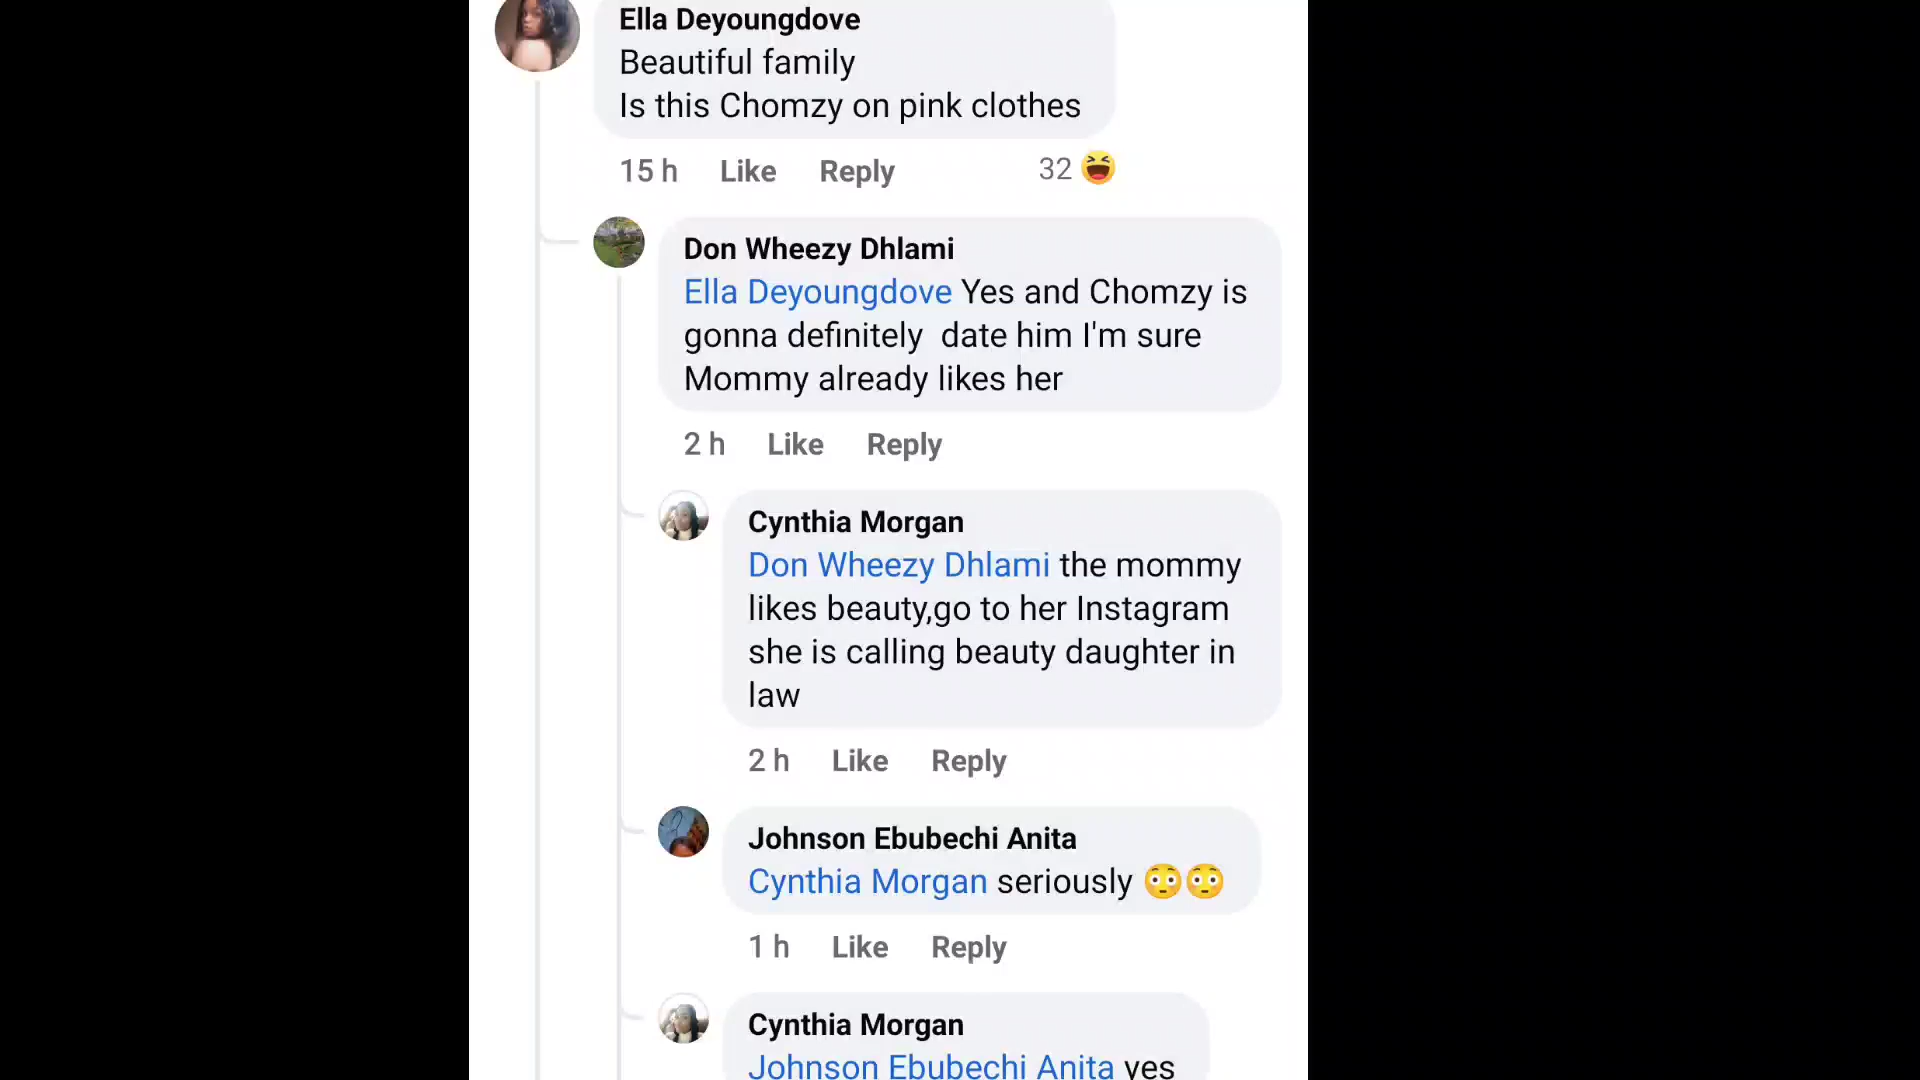 Ella Deyoungdove
Beautiful family
Is this Chomzy on pink clothes
15 h Like Reply 32 😆
Don Wheezy Dhlami
Ella Deyoungdove Yes and Chomzy is
gonna definitely  date him I'm sure
Mommy already likes her
2 h Like Reply
Cynthia Morgan
Don Wheezy Dhlami the mommy
likes beauty,go to her Instagram
she is calling beauty daughter in
law
2 h Like Reply
Johnson Ebubechi Anita
Cynthia Morgan seriously 😳😳
1 h Like Reply
Cynthia Morgan
Johnson Ebubechi Anita yes